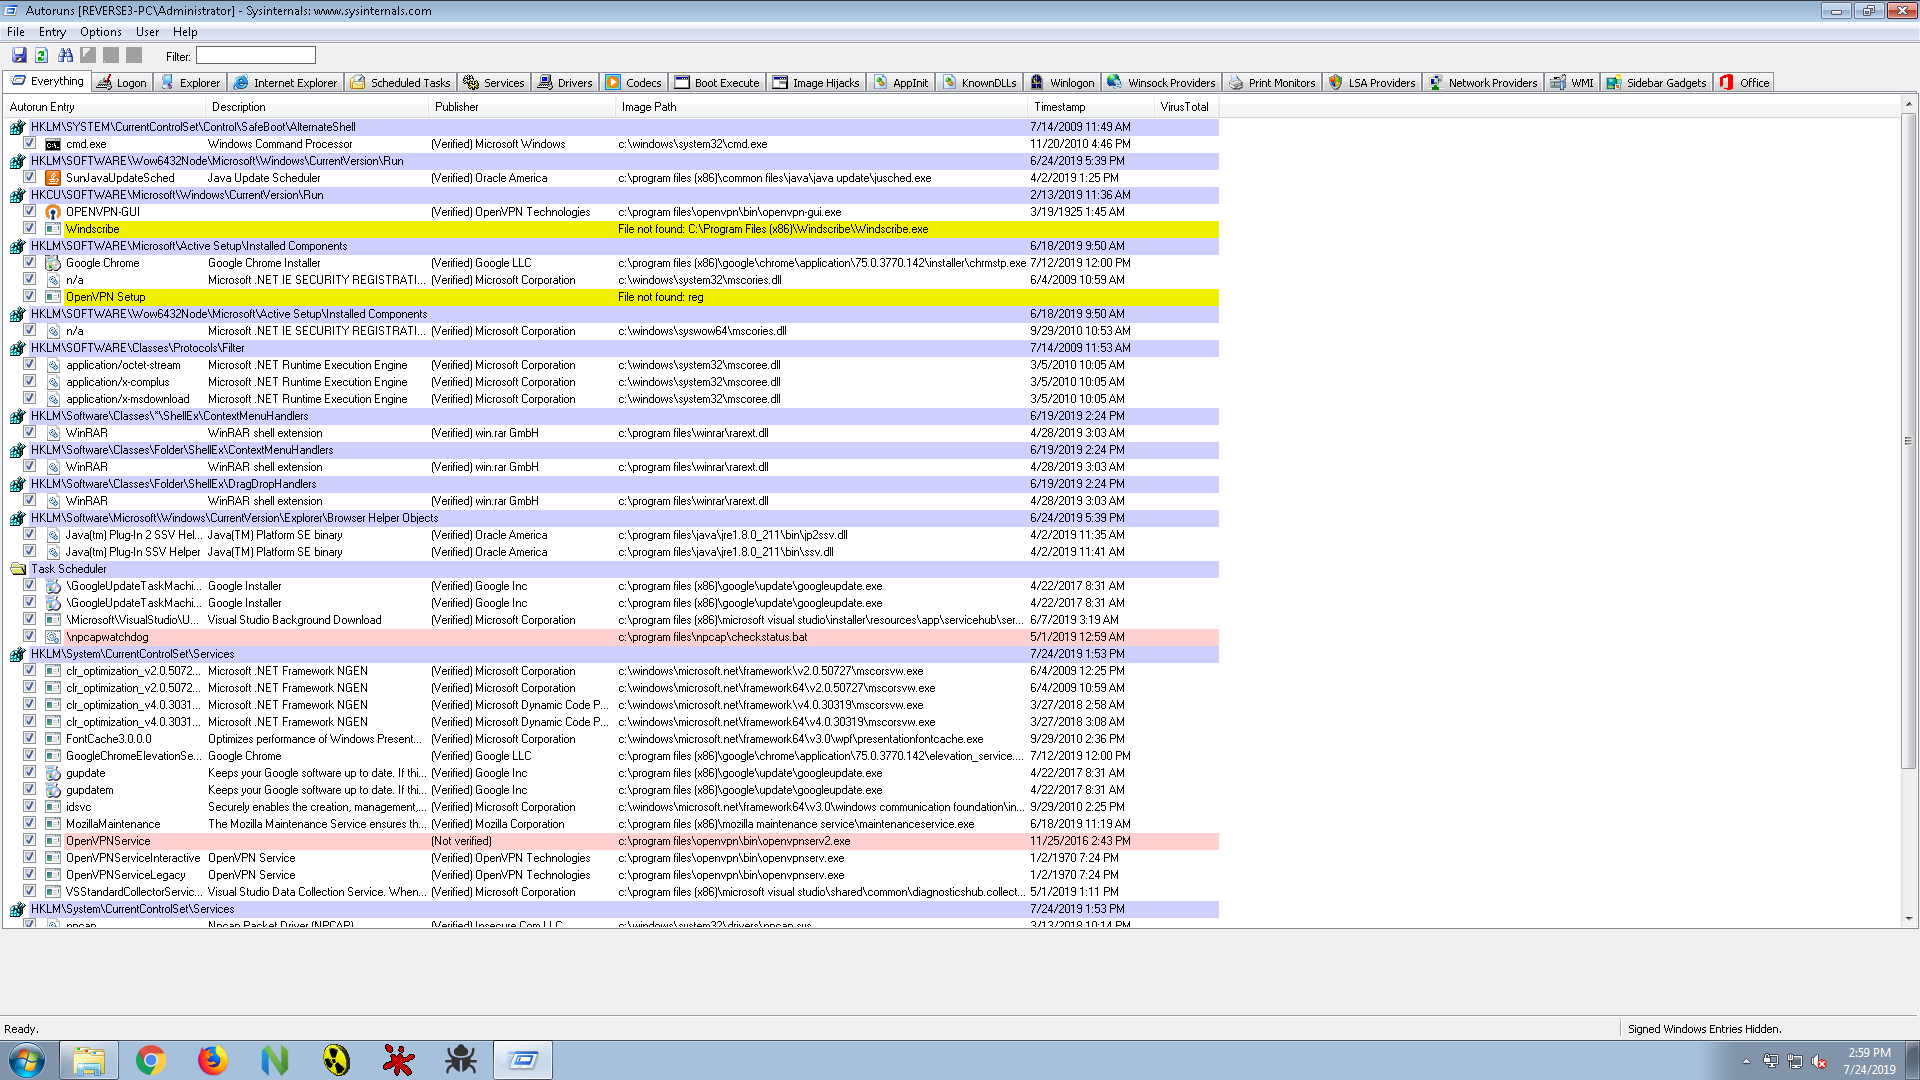 Autoruns [REVERSE3-PC\Administrator] - Sysinternals: www.sysinternals.com
File Entry Options User Help
Filter:
Everything Logon Explorer Internet Explorer Scheduled Tasks Services Drivers Codecs Boot Execute Image Hijacks AppInit KnownDLLs Winlogon Winsock Providers Print Monitors LSA Providers Network Providers WMI Sidebar Gadgets Office
Autorun Entry Description Publisher Image Path Timestamp VirusTotal
HKLM\SYSTEM\CurrentControlSet\Control\SafeBoot\AlternateShell 7/14/2009 11:49 AM
cmd.exe Windows Command Processor (Verified) Microsoft Windows c:\windows\system32\cmd.exe 11/20/2010 4:46 PM
HKLM\SOFTWARE\Wow6432Node\Microsoft\Windows\CurrentVersion\Run 6/24/2019 5:39 PM
SunJavaUpdateSched Java Update Scheduler (Verified) Oracle America c:\program files (x86)\common files\java\java update\jusched.exe 4/2/2019 1:25 PM
HKCU\SOFTWARE\Microsoft\Windows\CurrentVersion\Run 2/13/2019 11:36 AM
OPENVPN-GUI (Verified) OpenVPN Technologies c:\program files\openvpn\bin\openvpn-gui.exe 3/19/1925 1:45 AM
Windscribe File not found: C:\Program Files (x86)\Windscribe\Windscribe.exe
HKLM\SOFTWARE\Microsoft\Active Setup\Installed Components 6/18/2019 9:50 AM
Google Chrome Google Chrome Installer (Verified) Google LLC c:\program files (x86)\google\chrome\application\75.0.3770.142\installer\chrmstp.exe 7/12/2019 12:00 PM
n/a Microsoft .NET IE SECURITY REGISTRATI... (Verified) Microsoft Corporation c:\windows\system32\mscories.dll 6/4/2009 10:59 AM
OpenVPN Setup File not found: reg
HKLM\SOFTWARE\Wow6432Node\Microsoft\Active Setup\Installed Components 6/18/2019 9:50 AM
n/a Microsoft .NET IE SECURITY REGISTRATI... (Verified) Microsoft Corporation c:\windows\syswow64\mscories.dll 9/29/2010 10:53 AM
HKLM\SOFTWARE\Classes\Protocols\Filter 7/14/2009 11:53 AM
application/octet-stream Microsoft .NET Runtime Execution Engine (Verified) Microsoft Corporation c:\windows\system32\mscoree.dll 3/5/2010 10:05 AM
application/x-complus Microsoft .NET Runtime Execution Engine (Verified) Microsoft Corporation c:\windows\system32\mscoree.dll 3/5/2010 10:05 AM
application/x-msdownload Microsoft .NET Runtime Execution Engine (Verified) Microsoft Corporation c:\windows\system32\mscoree.dll 3/5/2010 10:05 AM
HKLM\Software\Classes\*\ShellEx\ContextMenuHandlers 6/19/2019 2:24 PM
WinRAR WinRAR shell extension (Verified) win.rar GmbH c:\program files\winrar\rarext.dll 4/28/2019 3:03 AM
HKLM\Software\Classes\Folder\ShellEx\ContextMenuHandlers 6/19/2019 2:24 PM
WinRAR WinRAR shell extension (Verified) win.rar GmbH c:\program files\winrar\rarext.dll 4/28/2019 3:03 AM
HKLM\Software\Classes\Folder\ShellEx\DragDropHandlers 6/19/2019 2:24 PM
WinRAR WinRAR shell extension (Verified) win.rar GmbH c:\program files\winrar\rarext.dll 4/28/2019 3:03 AM
HKLM\Software\Microsoft\Windows\CurrentVersion\Explorer\Browser Helper Objects 6/24/2019 5:39 PM
Java(tm) Plug-In 2 SSV Hel... Java(TM) Platform SE binary (Verified) Oracle America c:\program files\java\jre1.8.0_211\bin\jp2ssv.dll 4/2/2019 11:35 AM
Java(tm) Plug-In SSV Helper Java(TM) Platform SE binary (Verified) Oracle America c:\program files\java\jre1.8.0_211\bin\ssv.dll 4/2/2019 11:41 AM
Task Scheduler
\GoogleUpdateTaskMachi... Google Installer (Verified) Google Inc c:\program files (x86)\google\update\googleupdate.exe 4/22/2017 8:31 AM
\GoogleUpdateTaskMachi... Google Installer (Verified) Google Inc c:\program files (x86)\google\update\googleupdate.exe 4/22/2017 8:31 AM
\Microsoft\VisualStudio\U... Visual Studio Background Download (Verified) Microsoft Corporation c:\program files (x86)\microsoft visual studio\installer\resources\app\servicehub\ser... 6/7/2019 3:19 AM
\npcapwatchdog c:\program files\npcap\checkstatus.bat 5/1/2019 12:59 AM
HKLM\System\CurrentControlSet\Services 7/24/2019 1:53 PM
clr_optimization_v2.0.5072... Microsoft .NET Framework NGEN (Verified) Microsoft Corporation c:\windows\microsoft.net\framework\v2.0.50727\mscorsvw.exe 6/4/2009 12:25 PM
clr_optimization_v2.0.5072... Microsoft .NET Framework NGEN (Verified) Microsoft Corporation c:\windows\microsoft.net\framework64\v2.0.50727\mscorsvw.exe 6/4/2009 10:59 AM
clr_optimization_v4.0.3031... Microsoft .NET Framework NGEN (Verified) Microsoft Dynamic Code P... c:\windows\microsoft.net\framework\v4.0.30319\mscorsvw.exe 3/27/2018 2:58 AM
clr_optimization_v4.0.3031... Microsoft .NET Framework NGEN (Verified) Microsoft Dynamic Code P... c:\windows\microsoft.net\framework64\v4.0.30319\mscorsvw.exe 3/27/2018 3:08 AM
FontCache3.0.0.0 Optimizes performance of Windows Present... (Verified) Microsoft Corporation c:\windows\microsoft.net\framework64\v3.0\wpf\presentationfontcache.exe 9/29/2010 2:36 PM
GoogleChromeElevationSe... Google Chrome (Verified) Google LLC c:\program files (x86)\google\chrome\application\75.0.3770.142\elevation_service.... 7/12/2019 12:00 PM
gupdate Keeps your Google software up to date. If thi... (Verified) Google Inc c:\program files (x86)\google\update\googleupdate.exe 4/22/2017 8:31 AM
gupdatem Keeps your Google software up to date. If thi... (Verified) Google Inc c:\program files (x86)\google\update\googleupdate.exe 4/22/2017 8:31 AM
idsvc Securely enables the creation, management,... (Verified) Microsoft Corporation c:\windows\microsoft.net\framework64\v3.0\windows communication foundation\in... 9/29/2010 2:25 PM
MozillaMaintenance The Mozilla Maintenance Service ensures th... (Verified) Mozilla Corporation c:\program files (x86)\mozilla maintenance service\maintenanceservice.exe 6/18/2019 11:19 AM
OpenVPNService (Not verified) c:\program files\openvpn\bin\openvpnserv2.exe 11/25/2016 2:43 PM
OpenVPNServiceInteractive OpenVPN Service (Verified) OpenVPN Technologies c:\program files\openvpn\bin\openvpnserv.exe 1/2/1970 7:24 PM
OpenVPNServiceLegacy OpenVPN Service (Verified) OpenVPN Technologies c:\program files\openvpn\bin\openvpnserv.exe 1/2/1970 7:24 PM
VSStandardCollectorServic... Visual Studio Data Collection Service. When... (Verified) Microsoft Corporation c:\program files (x86)\microsoft visual studio\shared\common\diagnosticshub.collect... 5/1/2019 1:11 PM
HKLM\System\CurrentControlSet\Services 7/24/2019 1:53 PM
npcap Npcap Packet Driver (NPCAP) (Verified) Insecure.Com LLC c:\windows\system32\drivers\npcap.sys 3/13/2018 10:14 PM
Ready. Signed Windows Entries Hidden.
2:59 PM
7/24/2019